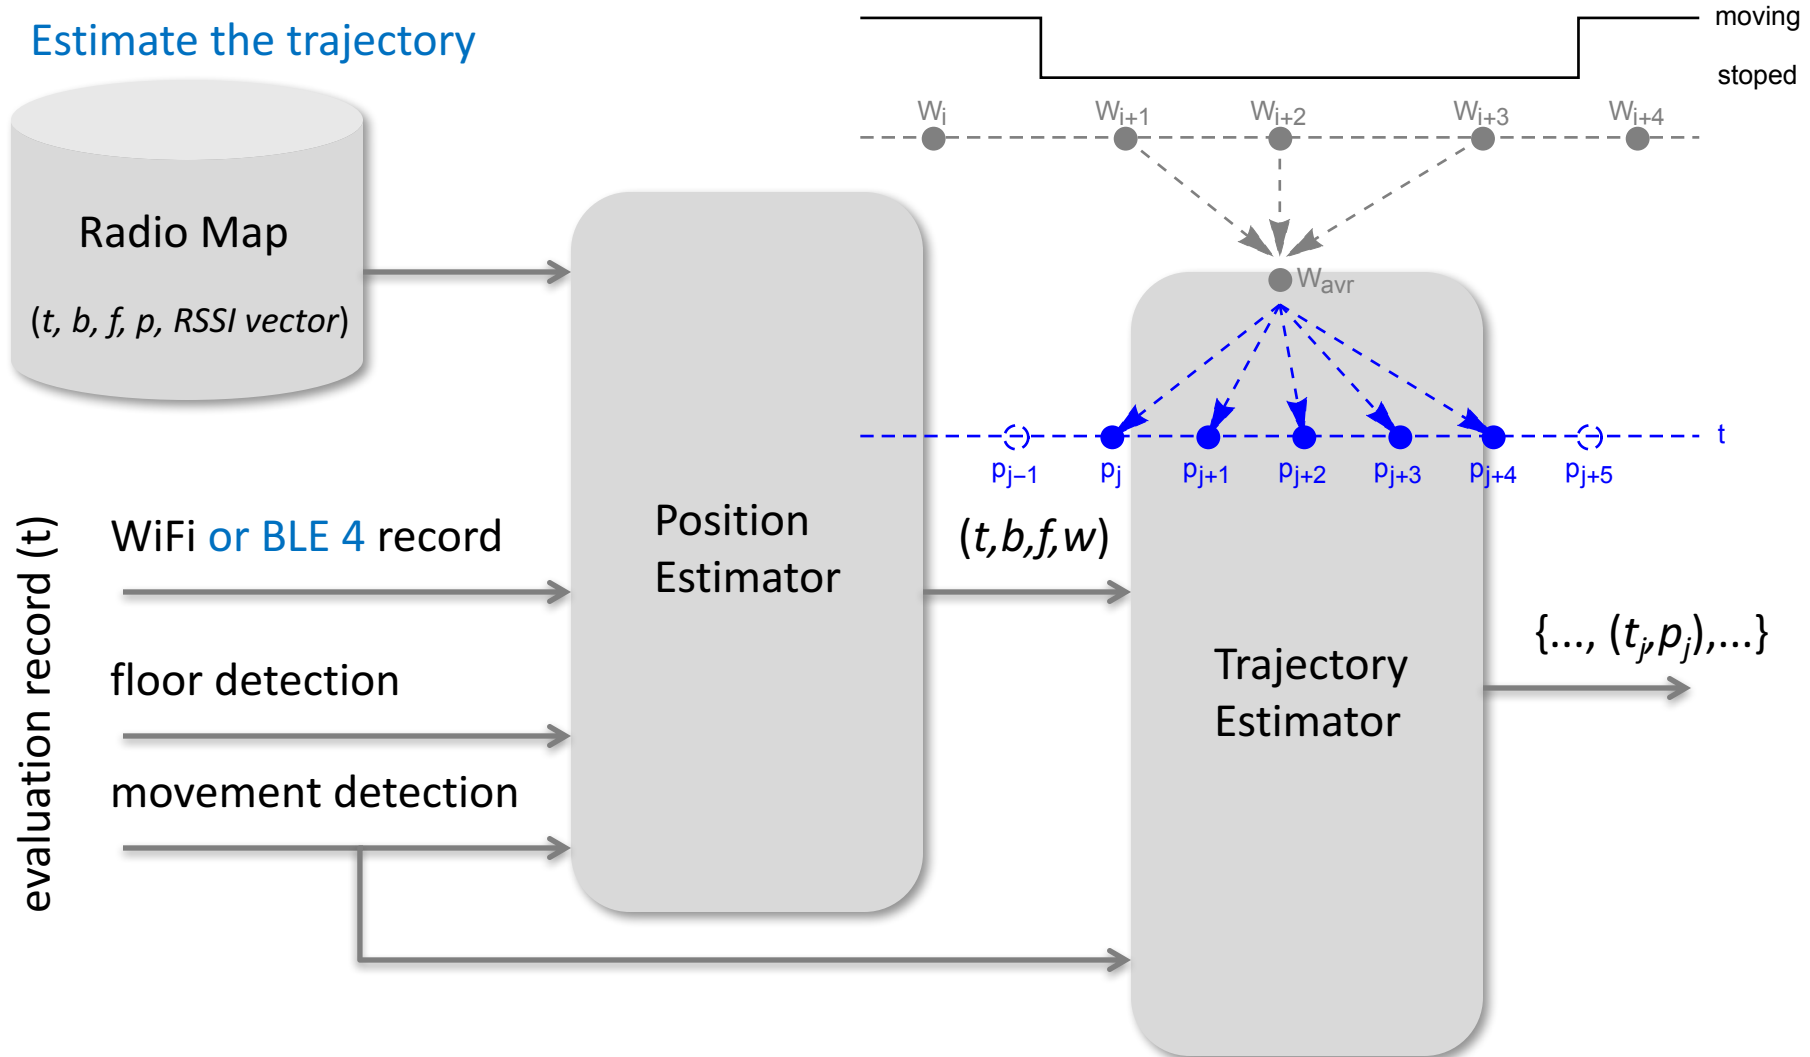 Estimate the trajectory
moving
stoped
Wi
Wi+1
Wi+2
Wi+3
Wi+4
Radio Map
(t, b, f, p, RSSI vector)
Wavr
t
pj−1
pj
pj+1
pj+2
pj+3
pj+4
pj+5
evaluation record (t)
WiFi or BLE 4 record
floor detection
movement detection
Position
Estimator
(t,b,f,w)
Trajectory
Estimator
{..., (tj,pj),...}